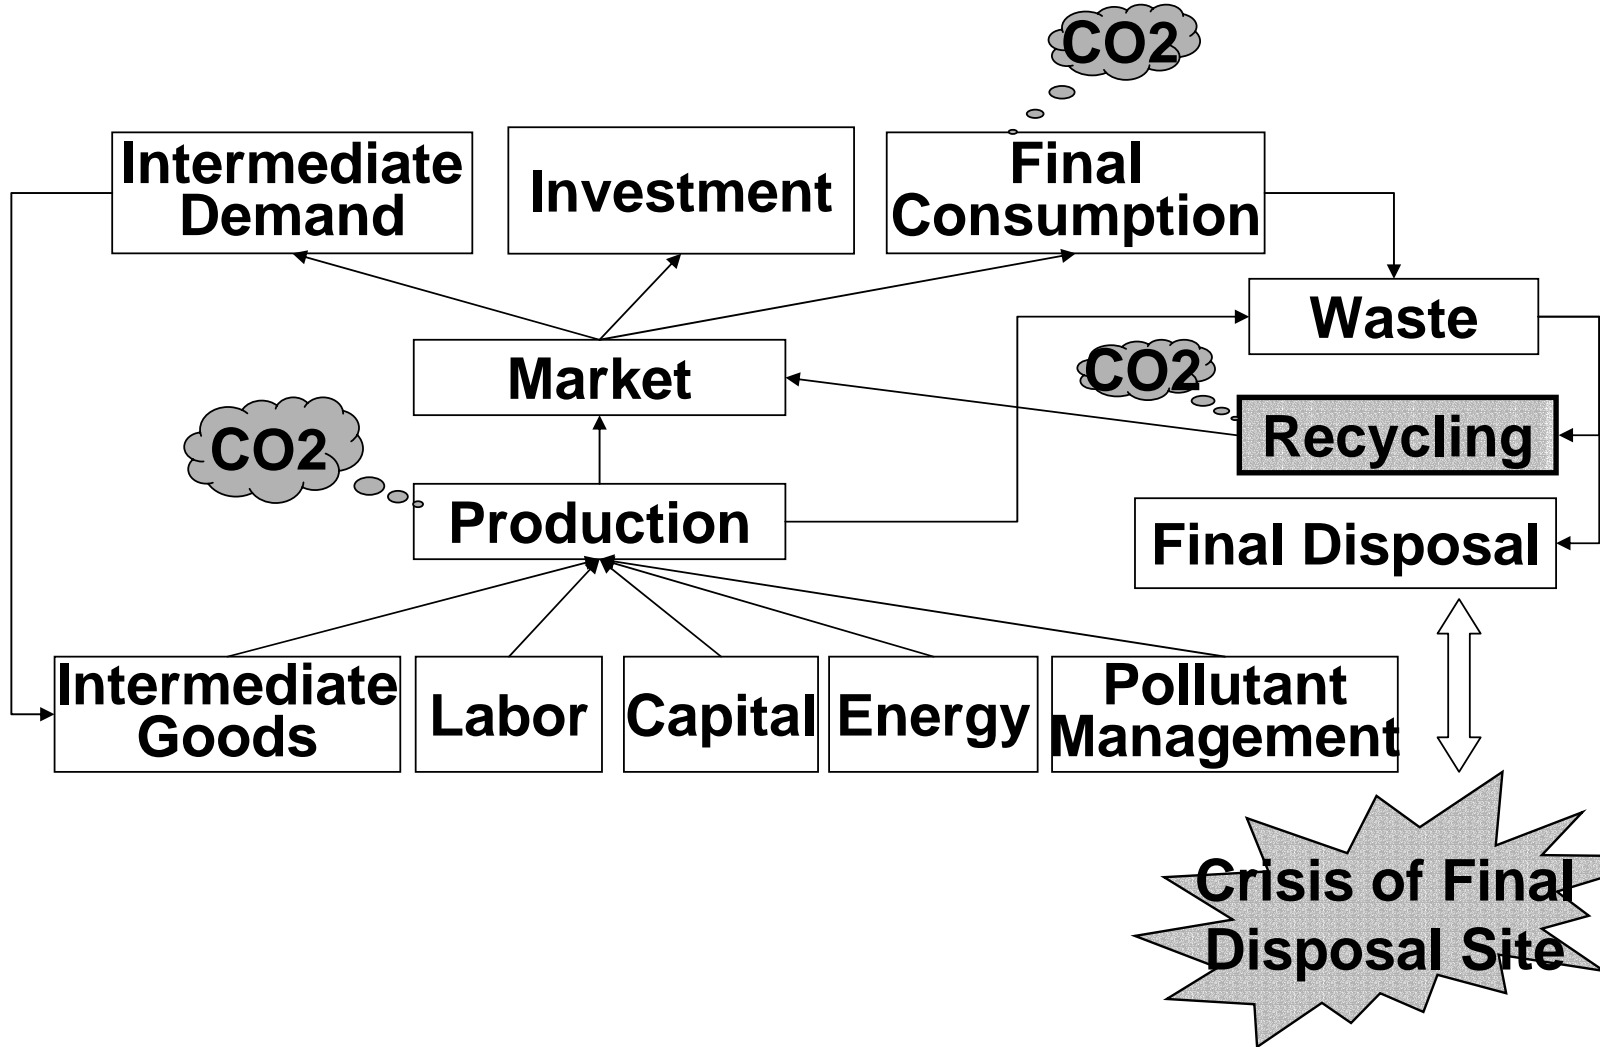 CO2
Intermediate
Demand
Investment
Final
Consumption
Waste
Market
CO2
CO2
Recycling
Production
Final Disposal
Intermediate
Goods
Labor
Capital
Energy
Pollutant
Management
Crisis of Final
Disposal Site